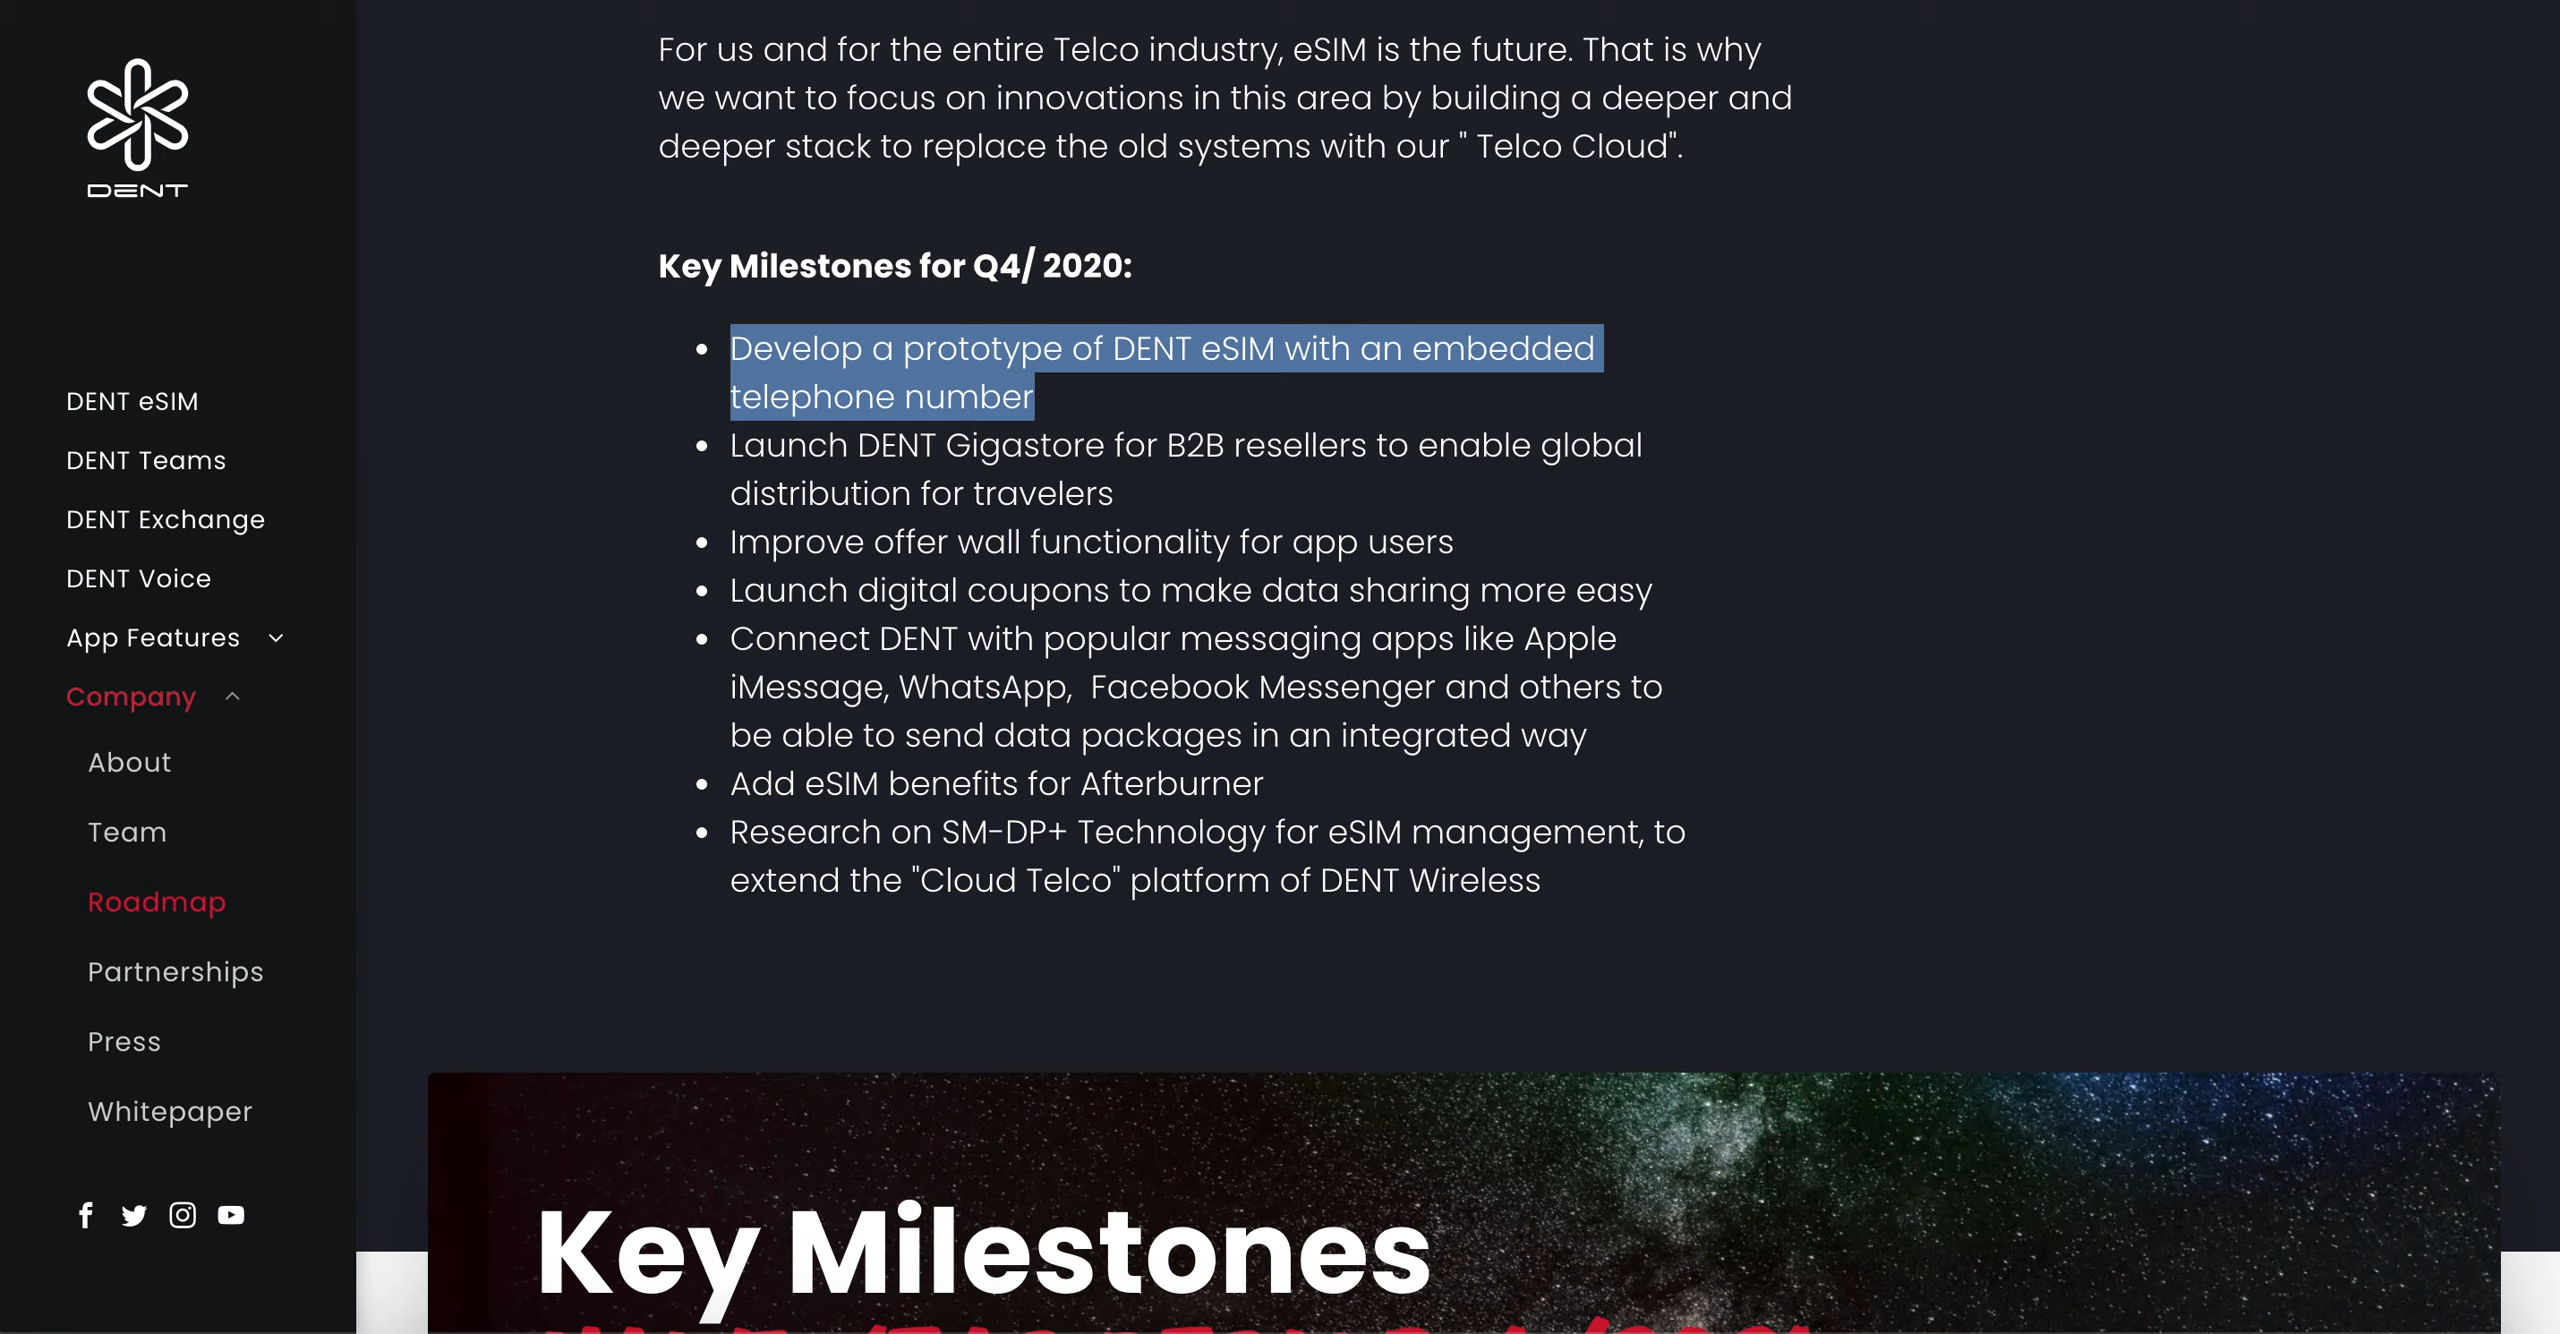 DENT
DENT eSIM
DENT Teams
DENT Exchange
DENT Voice
App Features
Company
About
Team
Roadmap
Partnerships
Press
Whitepaper
For us and for the entire Telco industry, eSIM is the future. That is why
we want to focus on innovations in this area by building a deeper and
deeper stack to replace the old systems with our " Telco Cloud".
Key Milestones for Q4/ 2020:
• Develop a prototype of DENT eSIM with an embedded
telephone number
• Launch DENT Gigastore for B2B resellers to enable global
distribution for travelers
• Improve offer wall functionality for app users
• Launch digital coupons to make data sharing more easy
• Connect DENT with popular messaging apps like Apple
iMessage, WhatsApp,  Facebook Messenger and others to
be able to send data packages in an integrated way
• Add eSIM benefits for Afterburner
• Research on SM-DP+ Technology for eSIM management, to
extend the "Cloud Telco" platform of DENT Wireless
Key Milestones